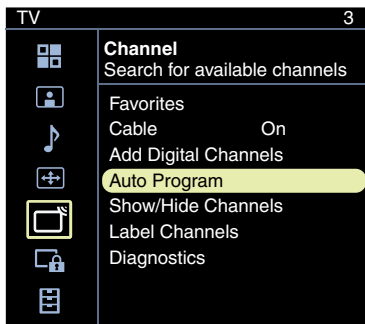 TV 3
Channel
Search for available channels
Favorites
Cable On
Add Digital Channels
Auto Program
Show/Hide Channels
Label Channels
Diagnostics